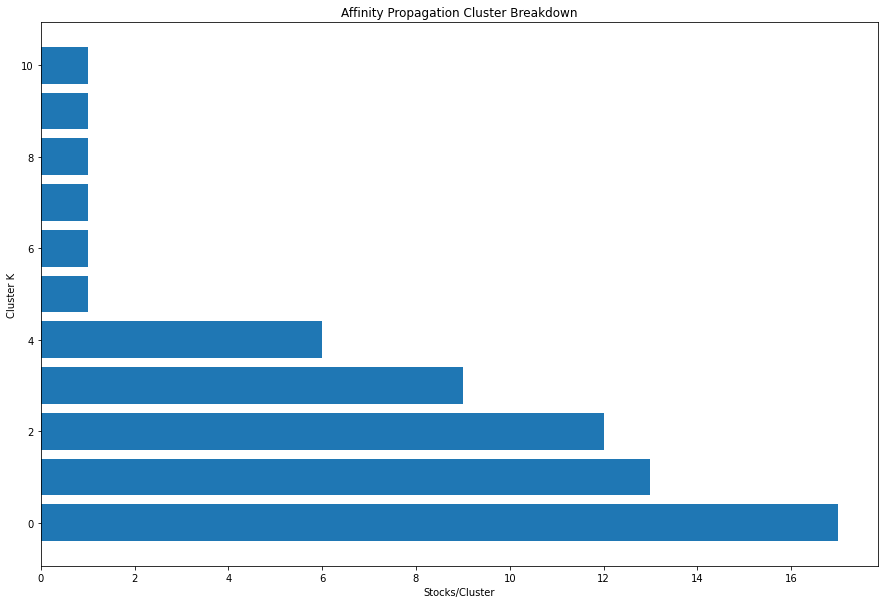 Affinity Propagation Cluster Breakdown
10
8
6
4
2
0
Cluster K
0 2 4 6 8 10 12 14 16
Stocks/Cluster